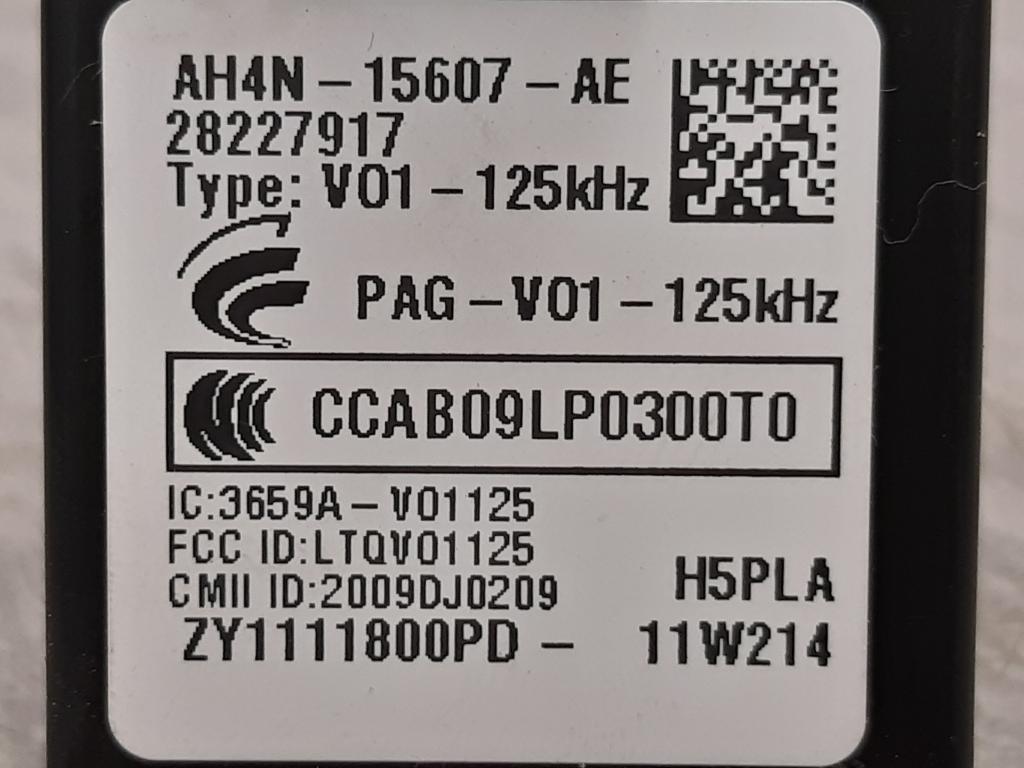 AH4N-15607-AE
28227917
Type: V01-125kHz
PAG-V01-125kHz
CCAB09LP0300T0
IC:3659A-V01125
FCC ID:LTQV01125
CMII ID:2009DJ0209
H5PLA
ZY1111800PD- 11W214